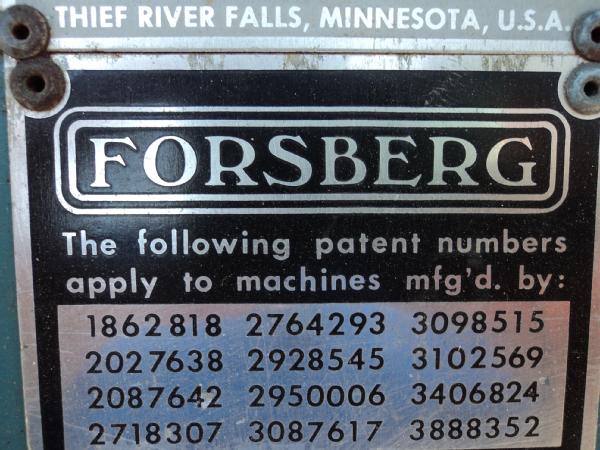 THIEF RIVER FALLS, MINNESOTA, U.S.A.
FORSBERG
The following patent numbers
apply to machines mfg'd. by:
1862818 2764293 3098515
2027638 2928545 3102569
2087642 2950006 3406824
2718307 3087617 3888352